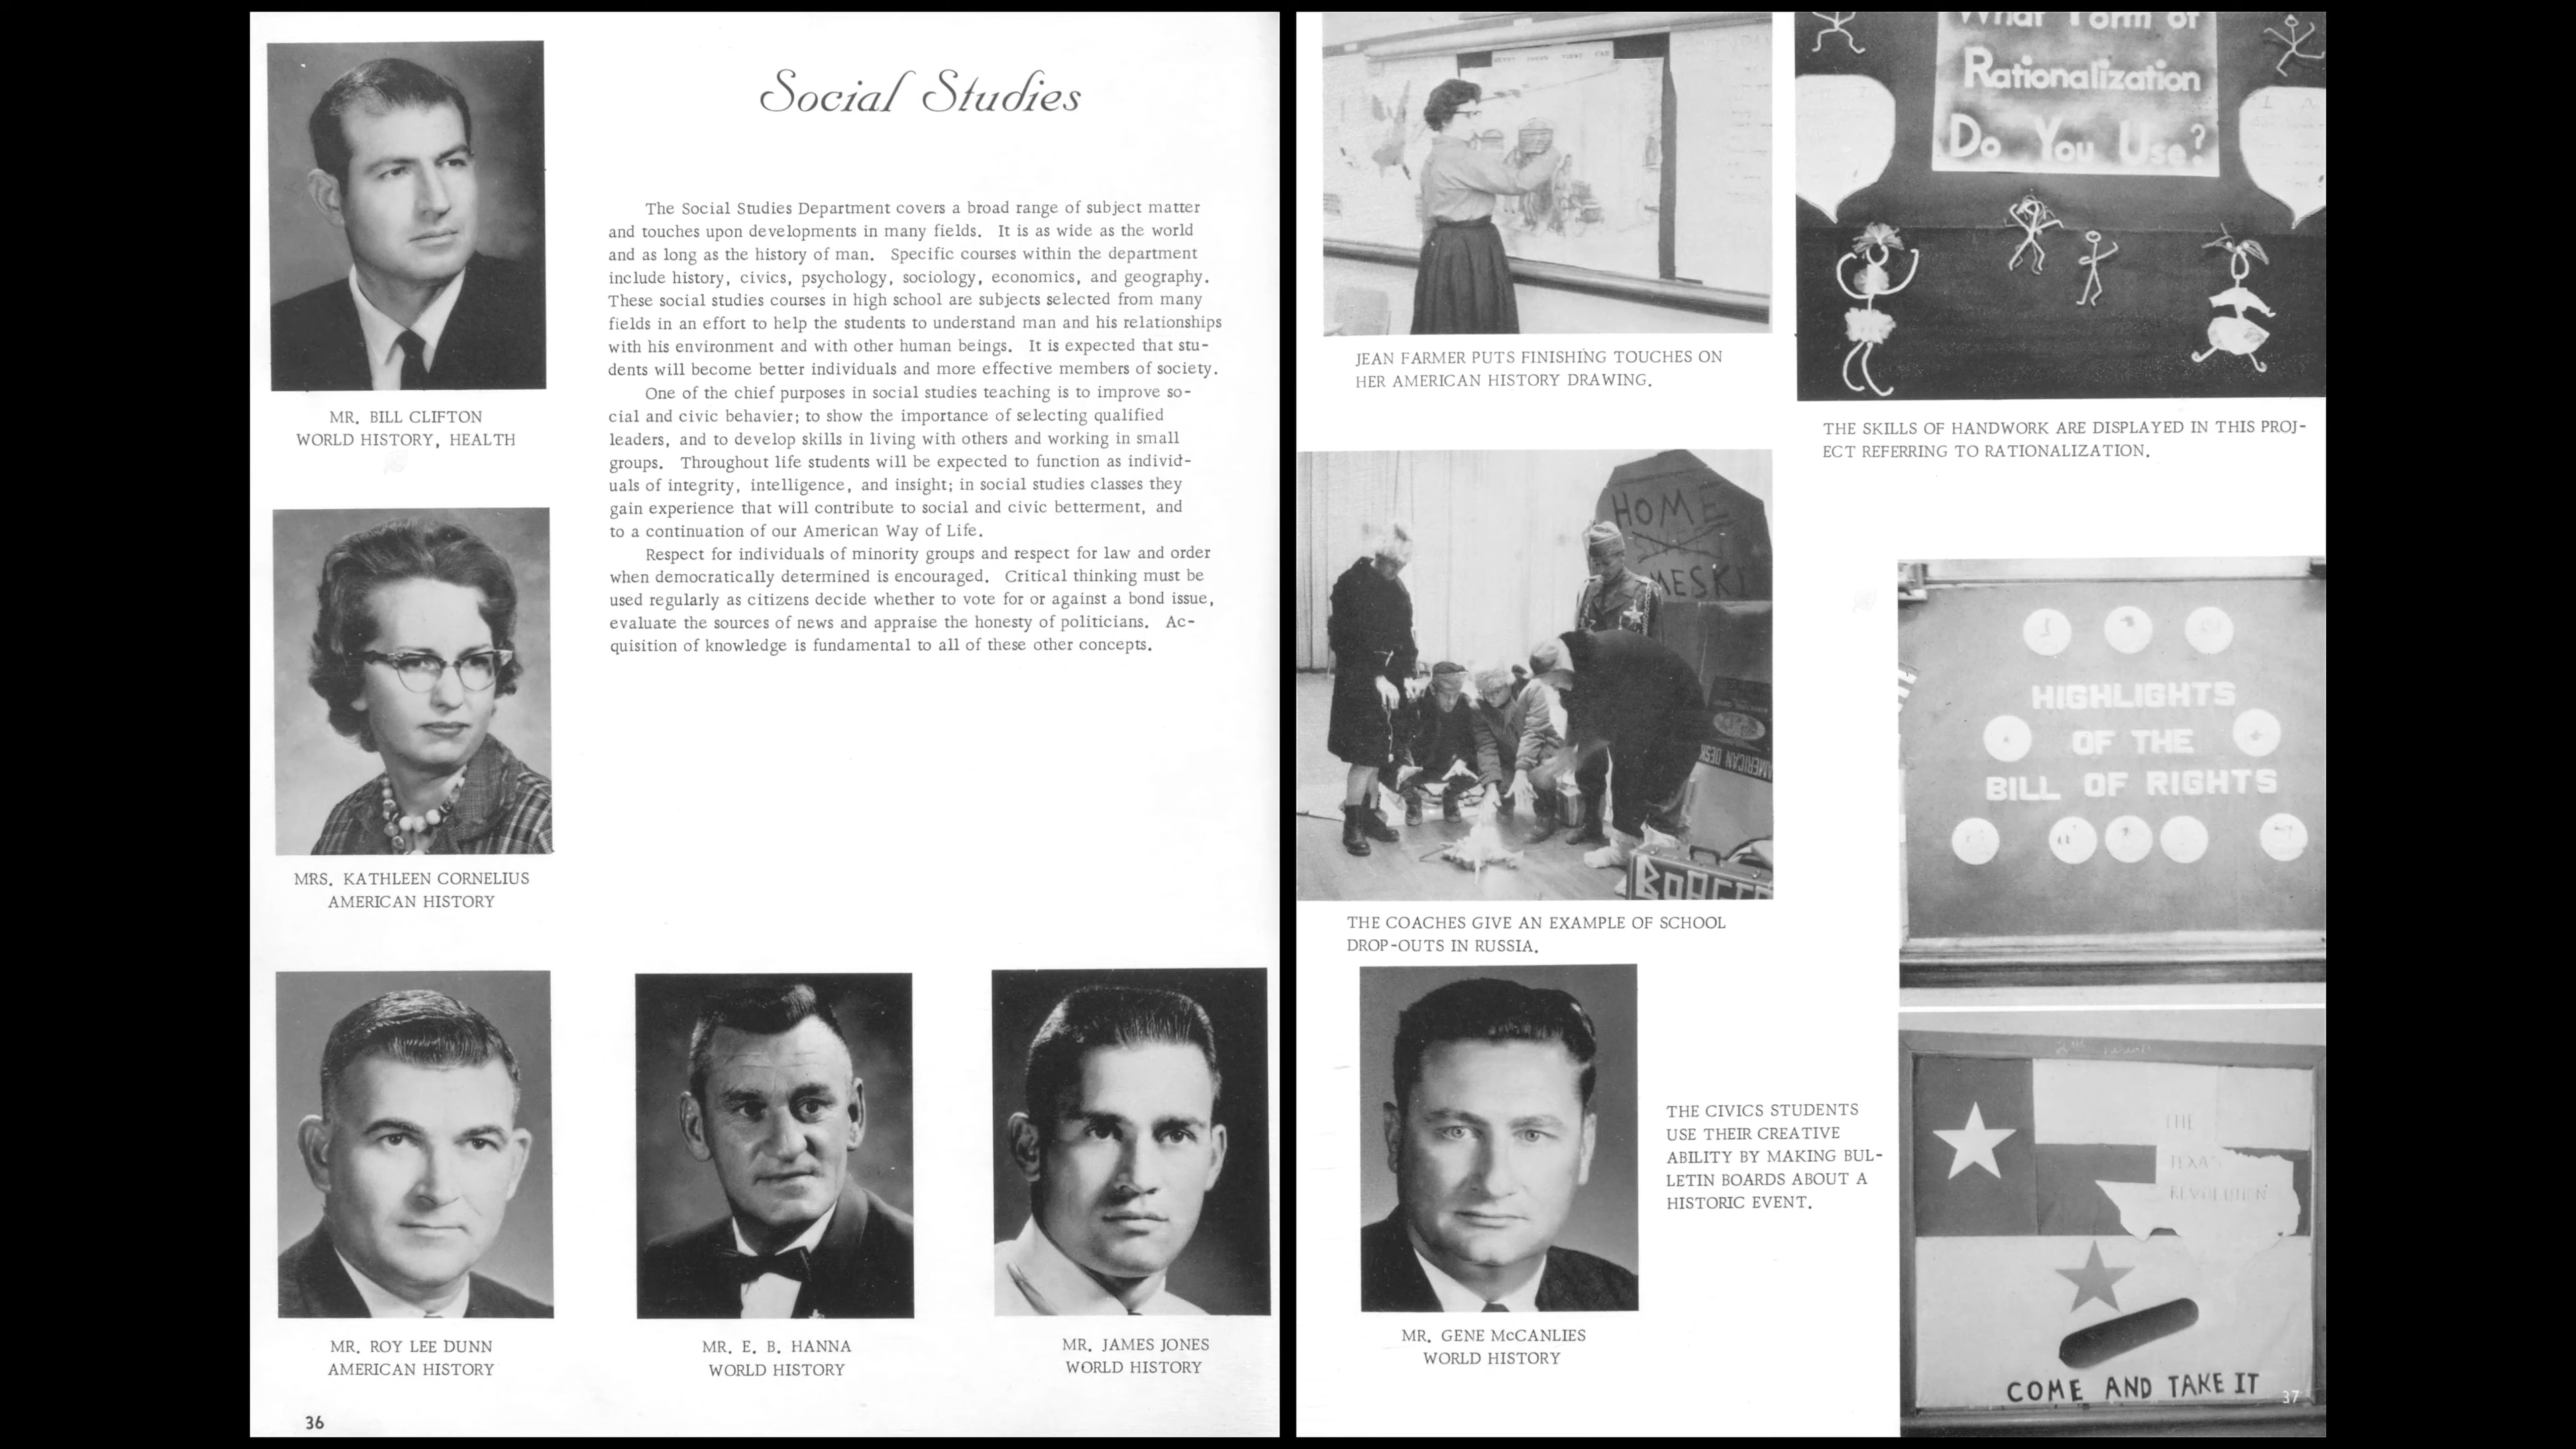 Social Studies
The Social Studies Department covers a broad range of subject matter
and touches upon developments in many fields. It is as wide as the world
and as long as the history of man. Specific courses within the department
include history, civics, psychology, sociology, economics, and geography.
These social studies courses in high school are subjects selected from many
fields in an effort to help the students to understand man and his relationships
with his environment and with other human beings. It is expected that stu-
dents will become better individuals and more effective members of society.
One of the chief purposes in social studies teaching is to improve so-
cial and civic behavier; to show the importance of selecting qualified
leaders, and to develop skills in living with others and working in small
groups. Throughout life students will be expected to function as individ-
uals of integrity, intelligence, and insight; in social studies classes they
gain experience that will contribute to social and civic betterment, and
to a continuation of our American Way of Life.
Respect for individuals of minority groups and respect for law and order
when democratically determined is encouraged. Critical thinking must be
used regularly as citizens decide whether to vote for or against a bond issue,
evaluate the sources of news and appraise the honesty of politicians. Ac-
quisition of knowledge is fundamental to all of these other concepts.
MR. BILL CLIFTON
WORLD HISTORY, HEALTH
MRS. KATHLEEN CORNELIUS
AMERICAN HISTORY
MR. ROY LEE DUNN
AMERICAN HISTORY
MR. E. B. HANNA
WORLD HISTORY
MR. JAMES JONES
WORLD HISTORY
36
JEAN FARMER PUTS FINISHING TOUCHES ON
HER AMERICAN HISTORY DRAWING.
What Form of
Rationalization
Do You Use?
THE SKILLS OF HANDWORK ARE DISPLAYED IN THIS PROJ-
ECT REFERRING TO RATIONALIZATION.
HOME
MESKI
AMERICAN DESK
BORGER
THE COACHES GIVE AN EXAMPLE OF SCHOOL
DROP-OUTS IN RUSSIA.
HIGHLIGHTS
OF THE
BILL OF RIGHTS
MR. GENE McCANLIES
WORLD HISTORY
THE CIVICS STUDENTS
USE THEIR CREATIVE
ABILITY BY MAKING BUL-
LETIN BOARDS ABOUT A
HISTORIC EVENT.
THE
TEXAS
REVOLUTION
COME AND TAKE IT
37